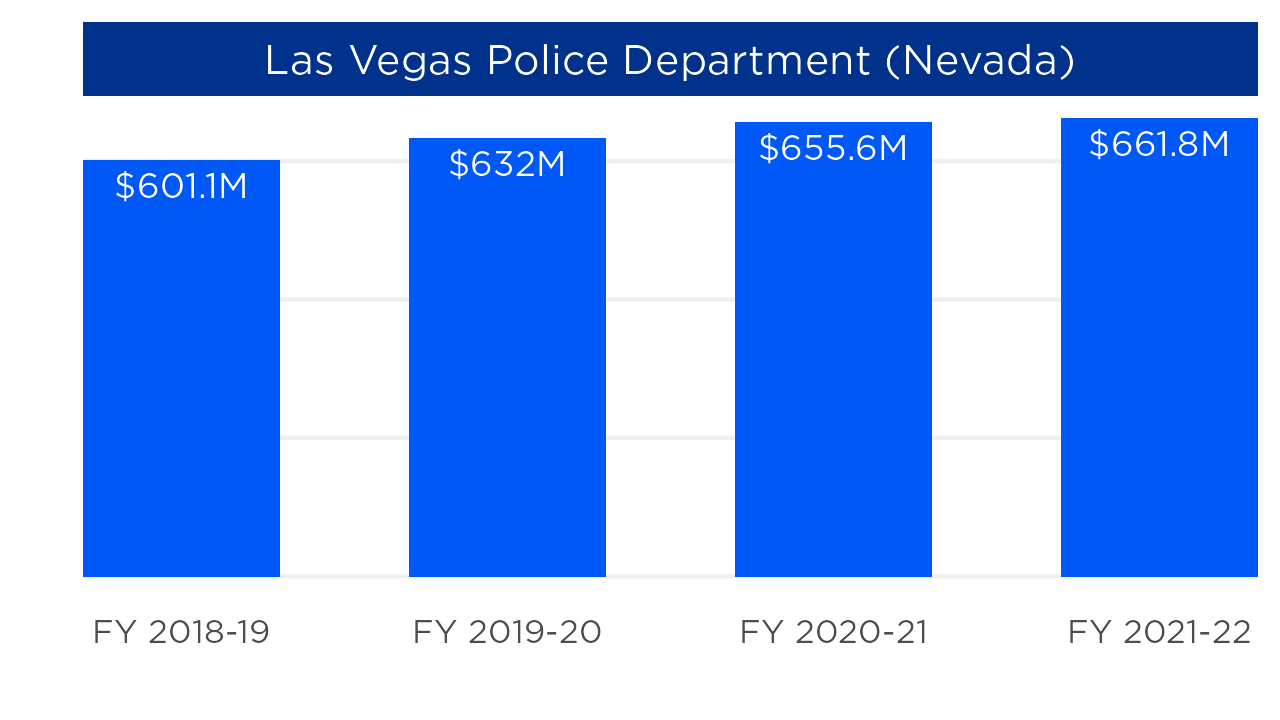 Las Vegas Police Department (Nevada)
$601.1M
$632M
$655.6M
$661.8M
FY 2018-19
FY 2019-20
FY 2020-21
FY 2021-22